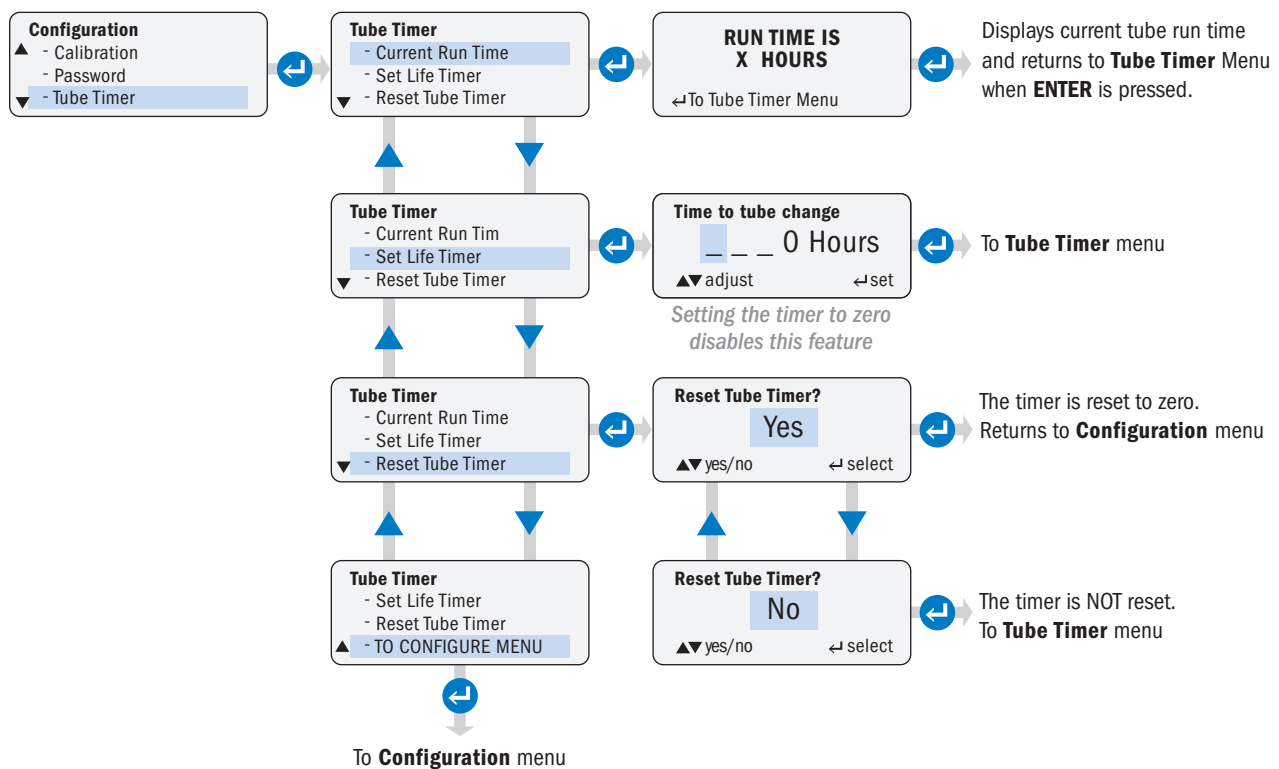 Configuration
- Calibration
- Password
- Tube Timer
Tube Timer
- Current Run Time
- Set Life Timer
- Reset Tube Timer
RUN TIME IS
X HOURS
↵To Tube Timer Menu
Displays current tube run time
and returns to Tube Timer Menu
when ENTER is pressed.
Tube Timer
- Current Run Tim
- Set Life Timer
- Reset Tube Timer
Time to tube change
_ _ _ 0 Hours
▲▼ adjust ↵set
Setting the timer to zero
disables this feature
To Tube Timer menu
Tube Timer
- Current Run Time
- Set Life Timer
- Reset Tube Timer
Reset Tube Timer?
Yes
▲▼ yes/no ↵ select
The timer is reset to zero.
Returns to Configuration menu
Tube Timer
- Set Life Timer
- Reset Tube Timer
- TO CONFIGURE MENU
Reset Tube Timer?
No
▲▼ yes/no ↵ select
The timer is NOT reset.
To Tube Timer menu
To Configuration menu